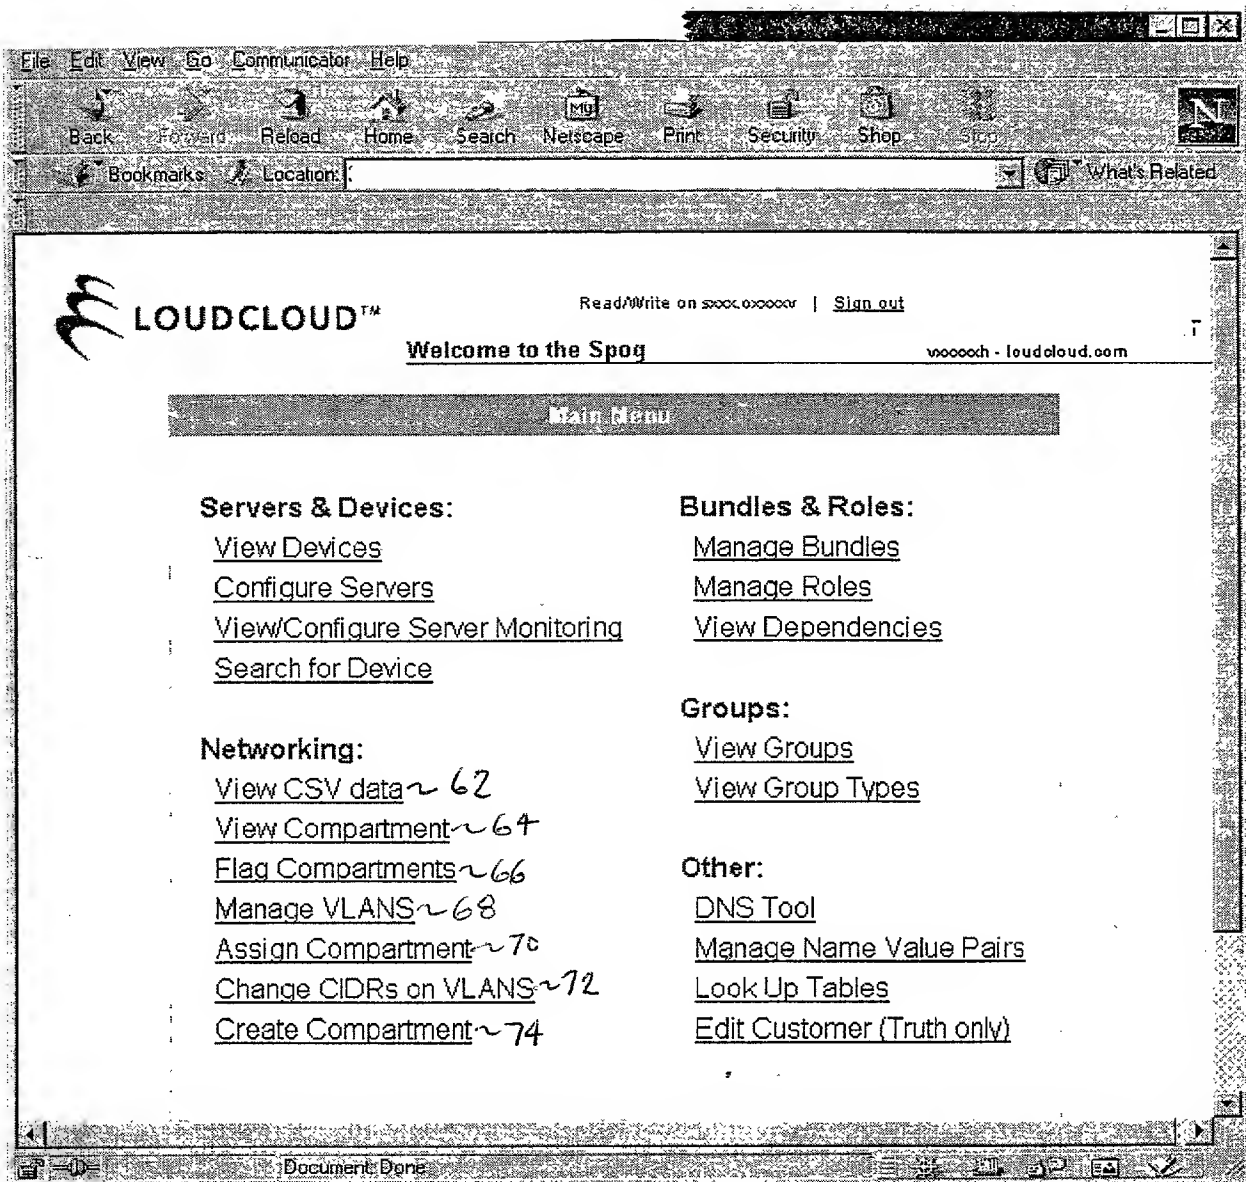 File Edit View Go Communicator Help
Back Forward Reload Home Search Netscape Print Security Shop Stop
My
N
Bookmarks Location: What's Related
LOUDCLOUD™
Read/Write on | Sign out
Welcome to the Spog
- loudcloud.com
Main Menu
Servers & Devices:
View Devices
Configure Servers
View/Configure Server Monitoring
Search for Device
Networking:
View CSV data ~ 62
View Compartment ~ 64
Flag Compartments ~ 66
Manage VLANS ~ 68
Assign Compartment ~ 70
Change CIDRs on VLANS ~ 72
Create Compartment ~ 74
Bundles & Roles:
Manage Bundles
Manage Roles
View Dependencies
Groups:
View Groups
View Group Types
Other:
DNS Tool
Manage Name Value Pairs
Look Up Tables
Edit Customer (Truth only)
Document: Done